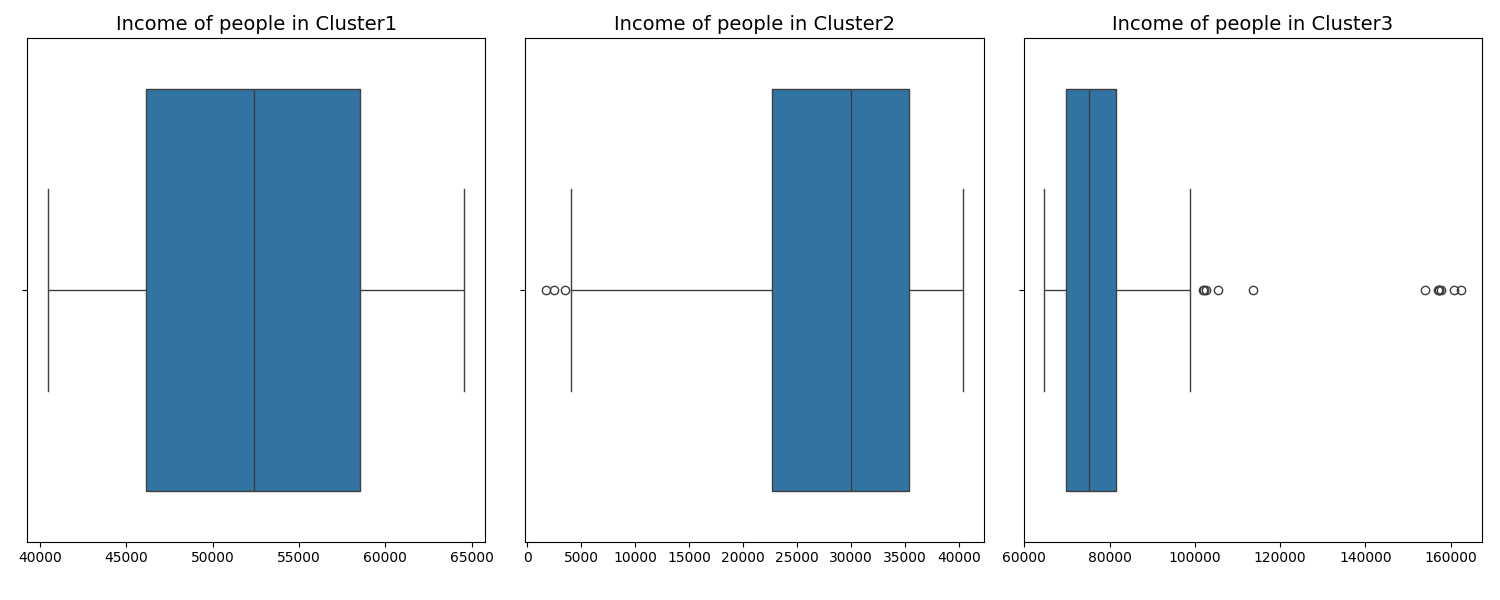 Income of people in Cluster1
Income of people in Cluster2
Income of people in Cluster3
40000 45000 50000 55000 60000 65000
0 5000 10000 15000 20000 25000 30000 35000 40000
60000 80000 100000 120000 140000 160000